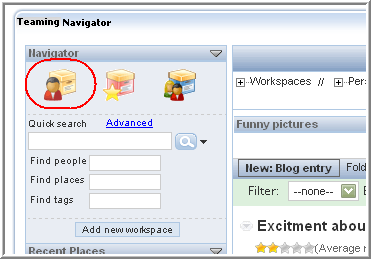 Teaming Navigator
Navigator
Workspaces // Pers
Quick search Advanced
Funny pictures
Find people
Find places
Find tags
New: Blog entry Fold
Filter: --none--
Add new workspace
Excitment abou
Recent Places
(Average r